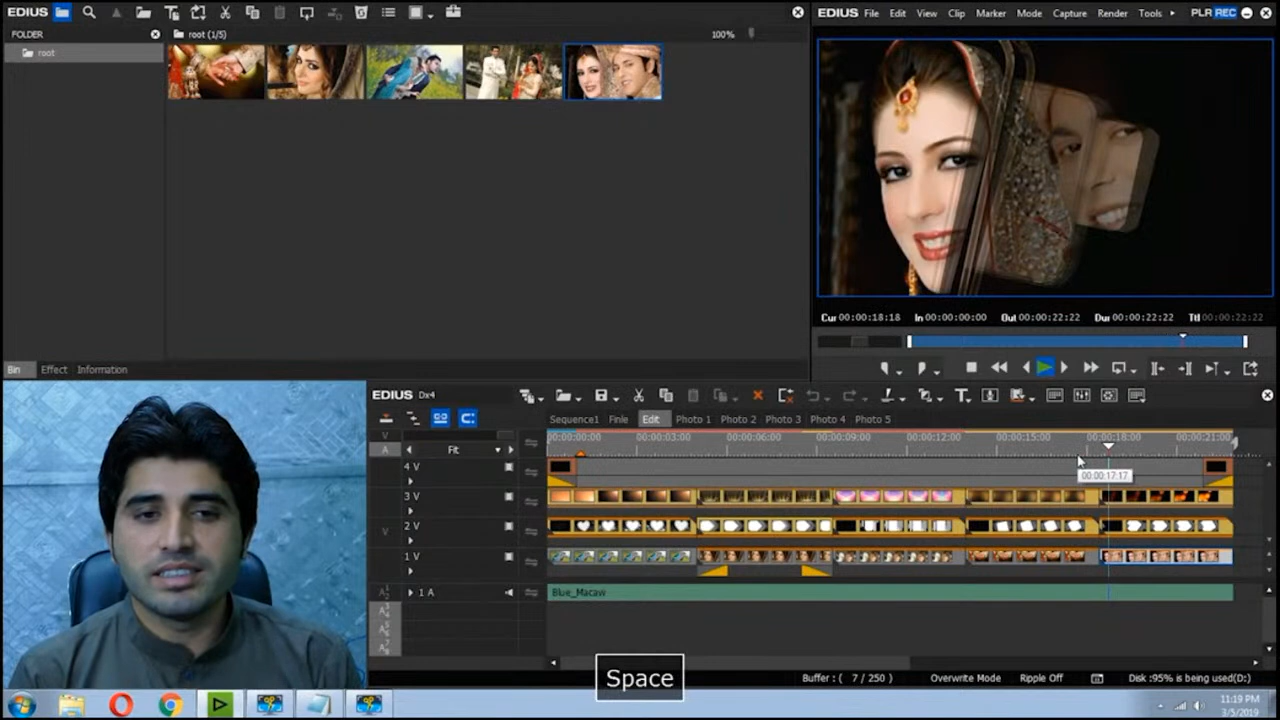 EDIUS
FOLDER
root
root (1/5)
100%
Bin Effect Information
EDIUS File Edit View Clip Marker Mode Capture Render Tools PLR REC
Cur 00:00:18:18 In 00:00:00:00 Out 00:00:22:22 Dur 00:00:22:22 Ttl 00:00:22:22
EDIUS Dx4
Sequence1 Finle Edit Photo 1 Photo 2 Photo 3 Photo 4 Photo 5
V
A
Fit
00:00:00:00 00:00:03:00 00:00:06:00 00:00:09:00 00:00:12:00 00:00:15:00 00:00:18:00 00:00:21:00
00:00:17:17
4 V
3 V
V
2 V
1 V
1 A
Blue_Macaw
Space
Buffer : ( 7 / 250 ) Overwrite Mode Ripple Off Disk :95% is being used(D:)
11:19 PM
3/5/2019